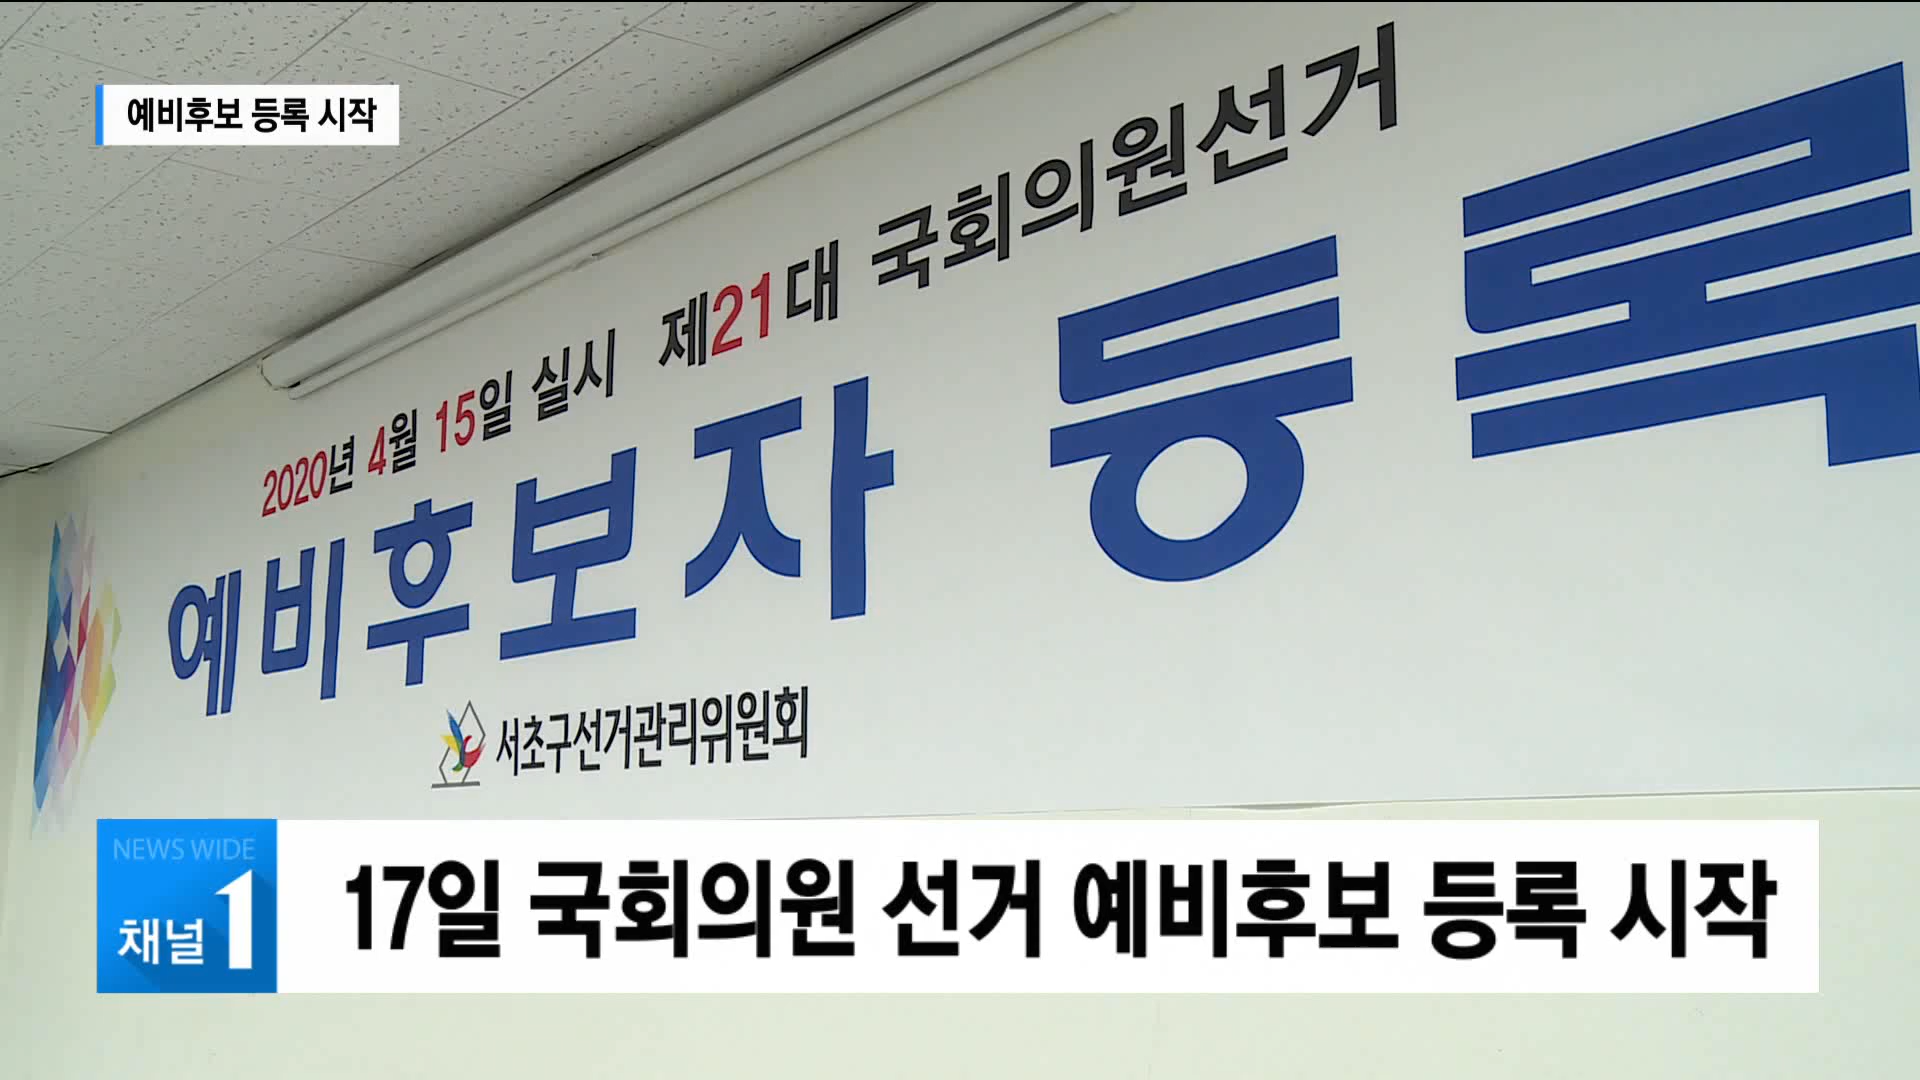 예비후보 등록 시작
2020년 4월 15일 실시 제21대 국회의원선거
예비후보자 등록
서초구선거관리위원회
NEWS WIDE
채널 1
17일 국회의원 선거 예비후보 등록 시작